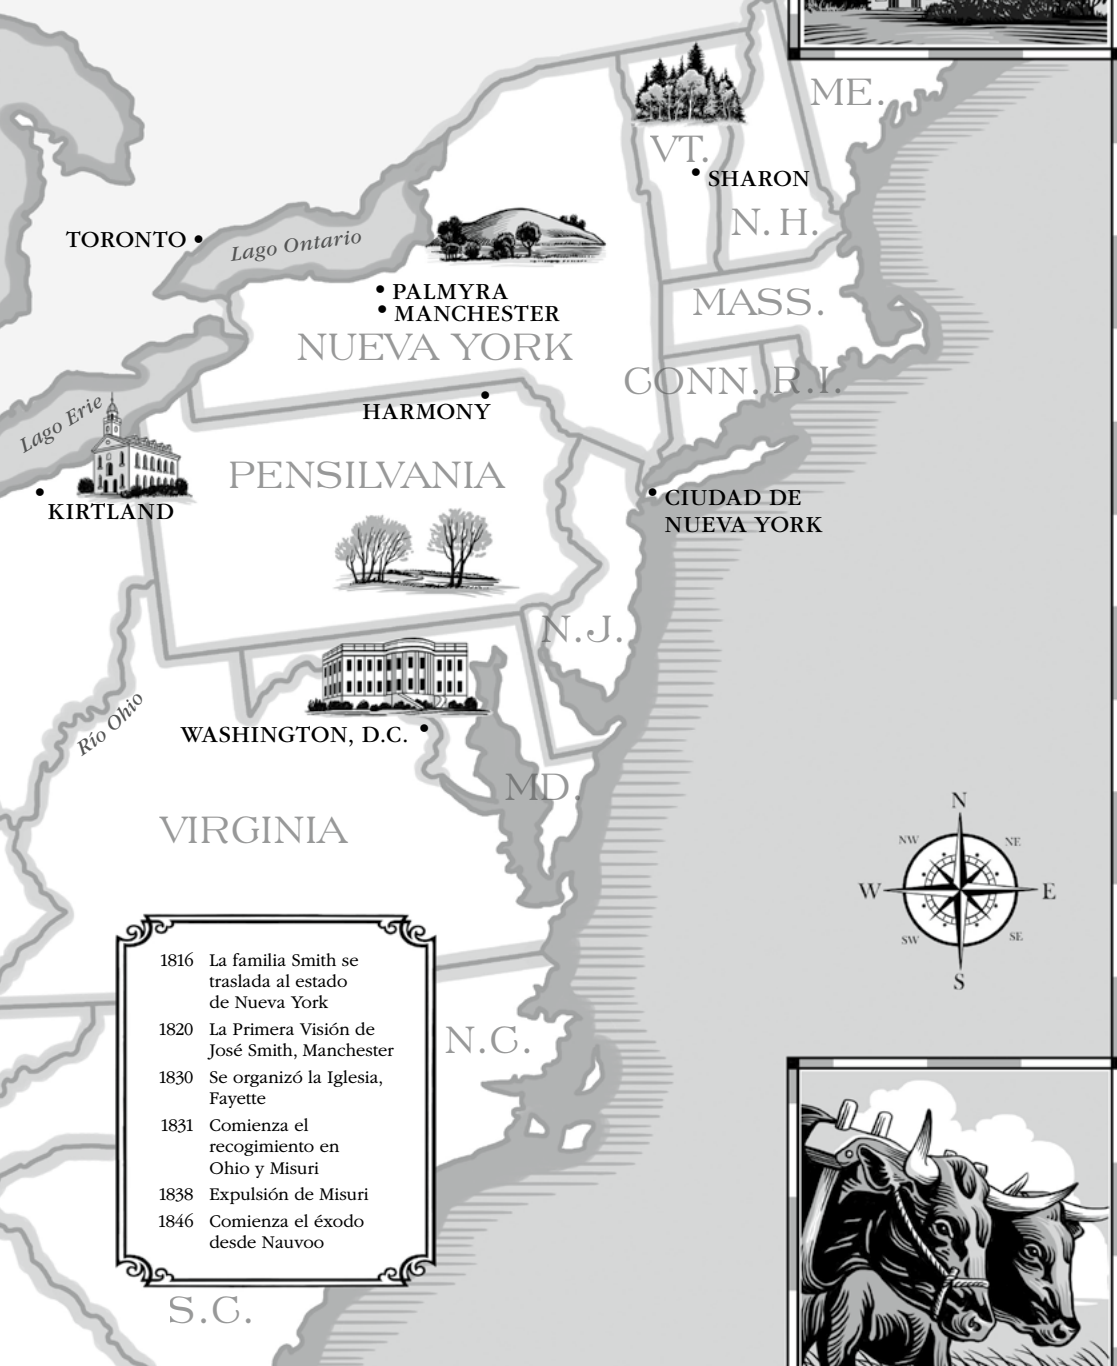 ME.
VT.
SHARON
N. H.
TORONTO
Lago Ontario
PALMYRA
MANCHESTER
MASS.
NUEVA YORK
CONN. R.I.
HARMONY
Lago Erie
PENSILVANIA
KIRTLAND
CIUDAD DE
NUEVA YORK
N.J.
Río Ohio
WASHINGTON, D.C.
MD.
VIRGINIA
N
NW
NE
W
E
SW
SE
S
1816 La familia Smith se
traslada al estado
de Nueva York
1820 La Primera Visión de
José Smith, Manchester
1830 Se organizó la Iglesia,
Fayette
1831 Comienza el
recogimiento en
Ohio y Misuri
1838 Expulsión de Misuri
1846 Comienza el éxodo
desde Nauvoo
N.C.
S.C.